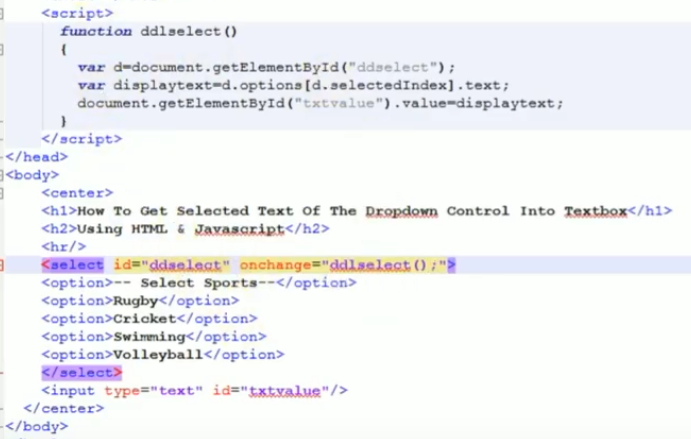 <script>
function ddlselect()
{
var d=document.getElementById("ddselect");
var displaytext=d.options[d.selectedIndex].text;
document.getElementById("txtvalue").value=displaytext;
}
</script>
</head>
<body>
<center>
<h1>How To Get Selected Text Of The Dropdown Control Into Textbox</h1>
<h2>Using HTML & Javascript</h2>
<hr/>
<select id="ddselect" onchange="ddlselect();">
<option>-- Select Sports--</option>
<option>Rugby</option>
<option>Cricket</option>
<option>Swimming</option>
<option>Volleyball</option>
</select>
<input type="text" id="txtvalue"/>
</center>
</body>